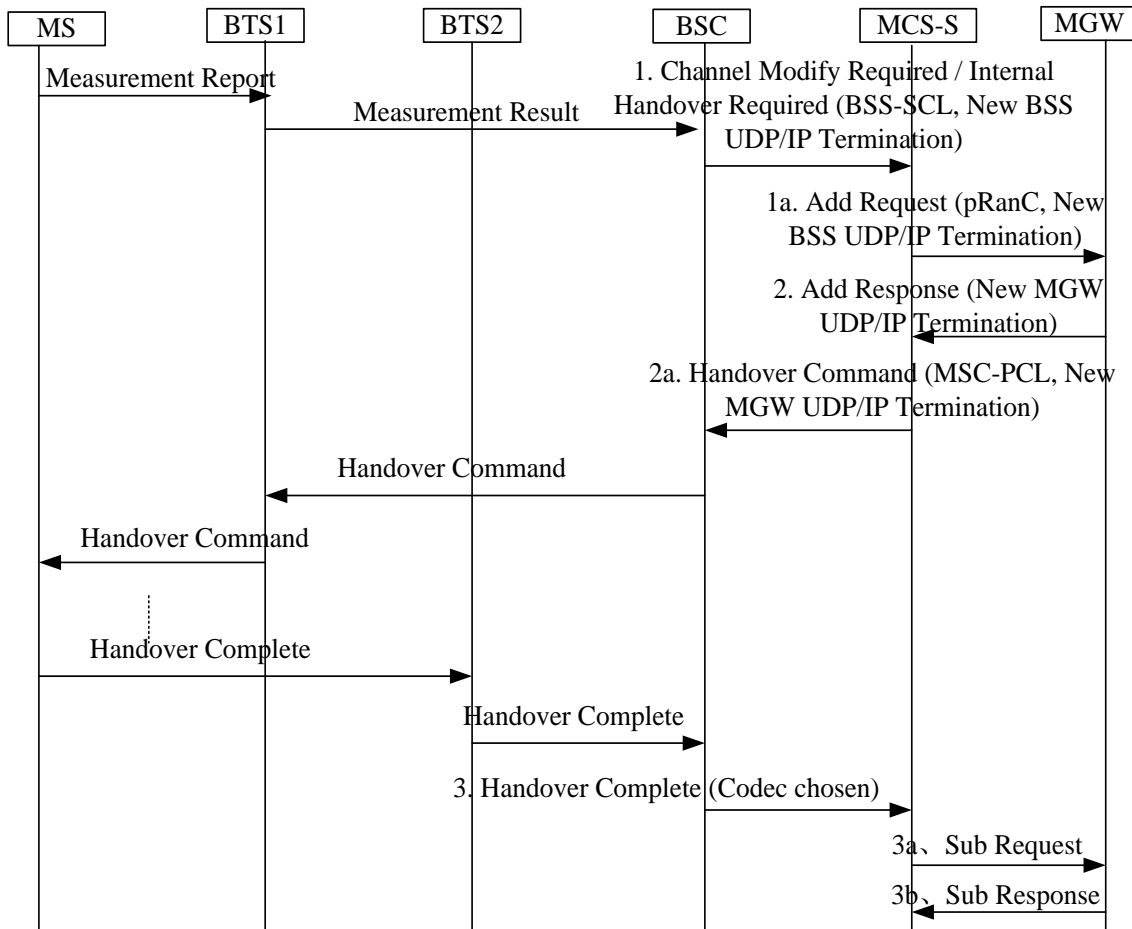 MS
BTS1
BTS2
BSC
MCS-S
MGW
Measurement Report
Measurement Result
1. Channel Modify Required / Internal
Handover Required (BSS-SCL, New BSS
UDP/IP Termination)
1a. Add Request (pRanC, New
BSS UDP/IP Termination)
2. Add Response (New MGW
UDP/IP Termination)
2a. Handover Command (MSC-PCL, New
MGW UDP/IP Termination)
Handover Command
Handover Command
Handover Complete
Handover Complete
3. Handover Complete (Codec chosen)
3a、Sub Request
3b、Sub Response